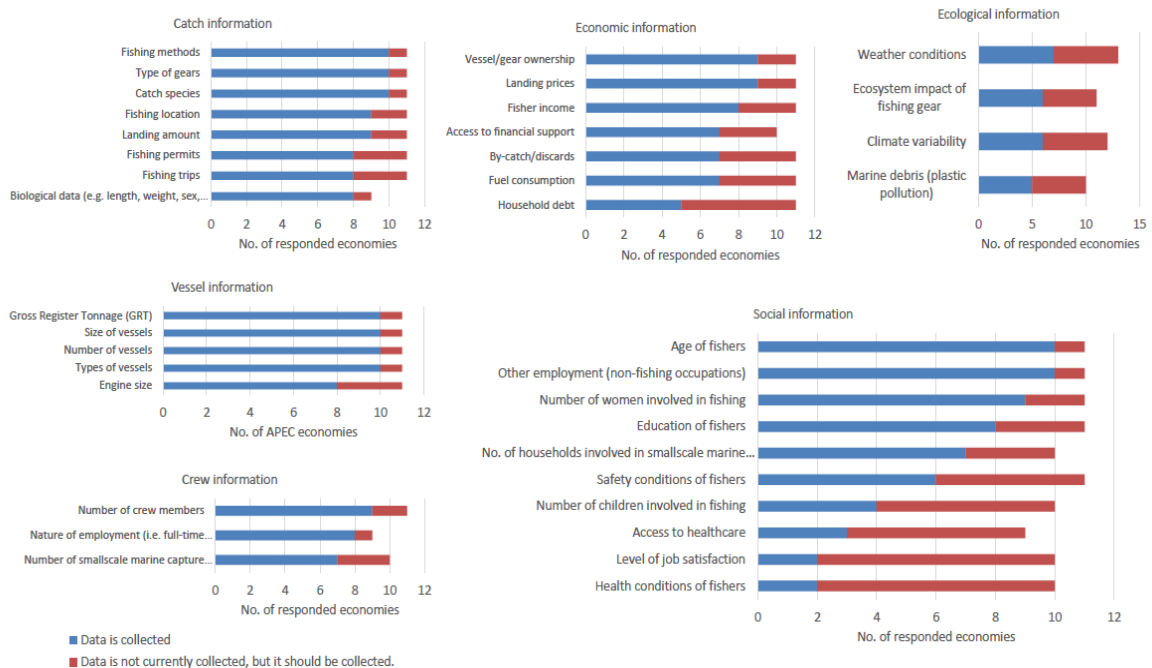 Catch information
Fishing methods
Type of gears
Catch species
Fishing location
Landing amount
Fishing permits
Fishing trips
Biological data (e.g. length, weight, sex,...
0 2 4 6 8 10 12
No. of responded economies
Economic information
Vessel/gear ownership
Landing prices
Fisher income
Access to financial support
By-catch/discards
Fuel consumption
Household debt
0 2 4 6 8 10 12
No. of responded economies
Ecological information
Weather conditions
Ecosystem impact of
fishing gear
Climate variability
Marine debris (plastic
pollution)
0 5 10 15
No. of responded economies
Vessel information
Gross Register Tonnage (GRT)
Size of vessels
Number of vessels
Types of vessels
Engine size
0 2 4 6 8 10 12
No. of APEC economies
Social information
Age of fishers
Other employment (non-fishing occupations)
Number of women involved in fishing
Education of fishers
No. of households involved in smallscale marine...
Safety conditions of fishers
Number of children involved in fishing
Access to healthcare
Level of job satisfaction
Health conditions of fishers
0 2 4 6 8 10 12
No. of responded economies
Crew information
Number of crew members
Nature of employment (i.e. full-time...
Number of smallscale marine capture...
0 2 4 6 8 10 12
No. of responded economies
Data is collected
Data is not currently collected, but it should be collected.